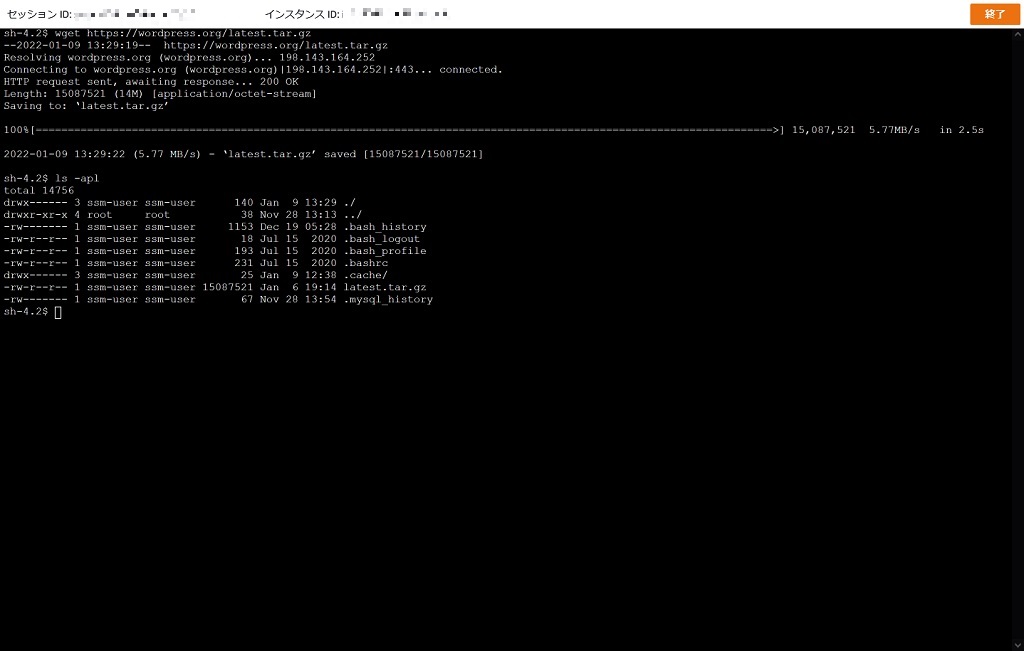 セッション ID:
インスタンス ID:
終了
sh-4.2$ wget https://wordpress.org/latest.tar.gz
--2022-01-09 13:29:19--  https://wordpress.org/latest.tar.gz
Resolving wordpress.org (wordpress.org)... 198.143.164.252
Connecting to wordpress.org (wordpress.org)|198.143.164.252|:443... connected.
HTTP request sent, awaiting response... 200 OK
Length: 15087521 (14M) [application/octet-stream]
Saving to: ‘latest.tar.gz’
100%[===================================================================================================================>] 15,087,521  5.77MB/s   in 2.5s
2022-01-09 13:29:22 (5.77 MB/s) - ‘latest.tar.gz’ saved [15087521/15087521]
sh-4.2$ ls -apl
total 14756
drwx------ 3 ssm-user ssm-user      140 Jan  9 13:29 ./
drwxr-xr-x 4 root     root           38 Nov 28 13:13 ../
-rw------- 1 ssm-user ssm-user     1153 Dec 19 05:28 .bash_history
-rw-r--r-- 1 ssm-user ssm-user       18 Jul 15  2020 .bash_logout
-rw-r--r-- 1 ssm-user ssm-user      193 Jul 15  2020 .bash_profile
-rw-r--r-- 1 ssm-user ssm-user      231 Jul 15  2020 .bashrc
drwx------ 3 ssm-user ssm-user       25 Jan  9 12:38 .cache/
-rw-r--r-- 1 ssm-user ssm-user 15087521 Jan  6 19:14 latest.tar.gz
-rw------- 1 ssm-user ssm-user       67 Nov 28 13:54 .mysql_history
sh-4.2$